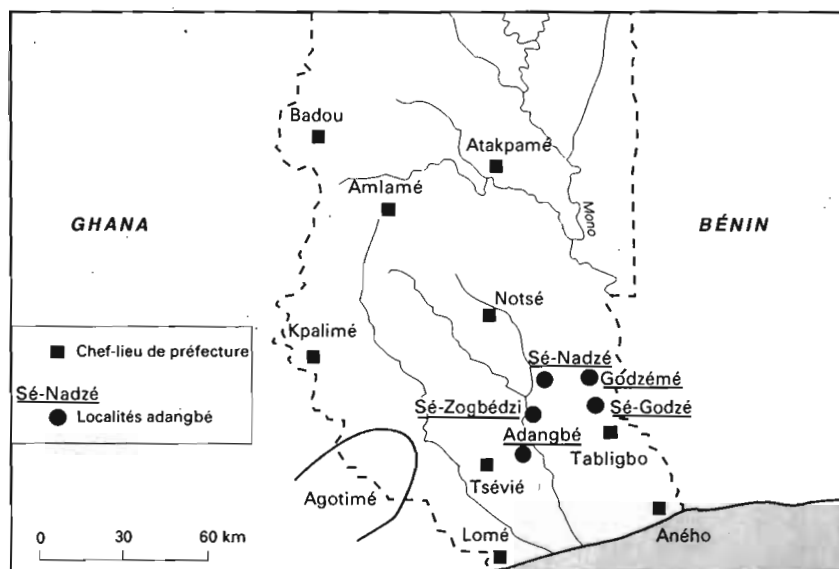 Badou
Atakpamé
Amlamé
GHANA
Mono
BÉNIN
Notsé
Kpalimé
Chef-lieu de préfecture
Sé-Nadzé
Localités adangbé
Sé-Nadzé
Godzémé
Sé-Zogbédzi
Sé-Godzé
Adangbé
Tabligbo
Tsévié
Agotimé
Aného
Lomé
0 30 60 km